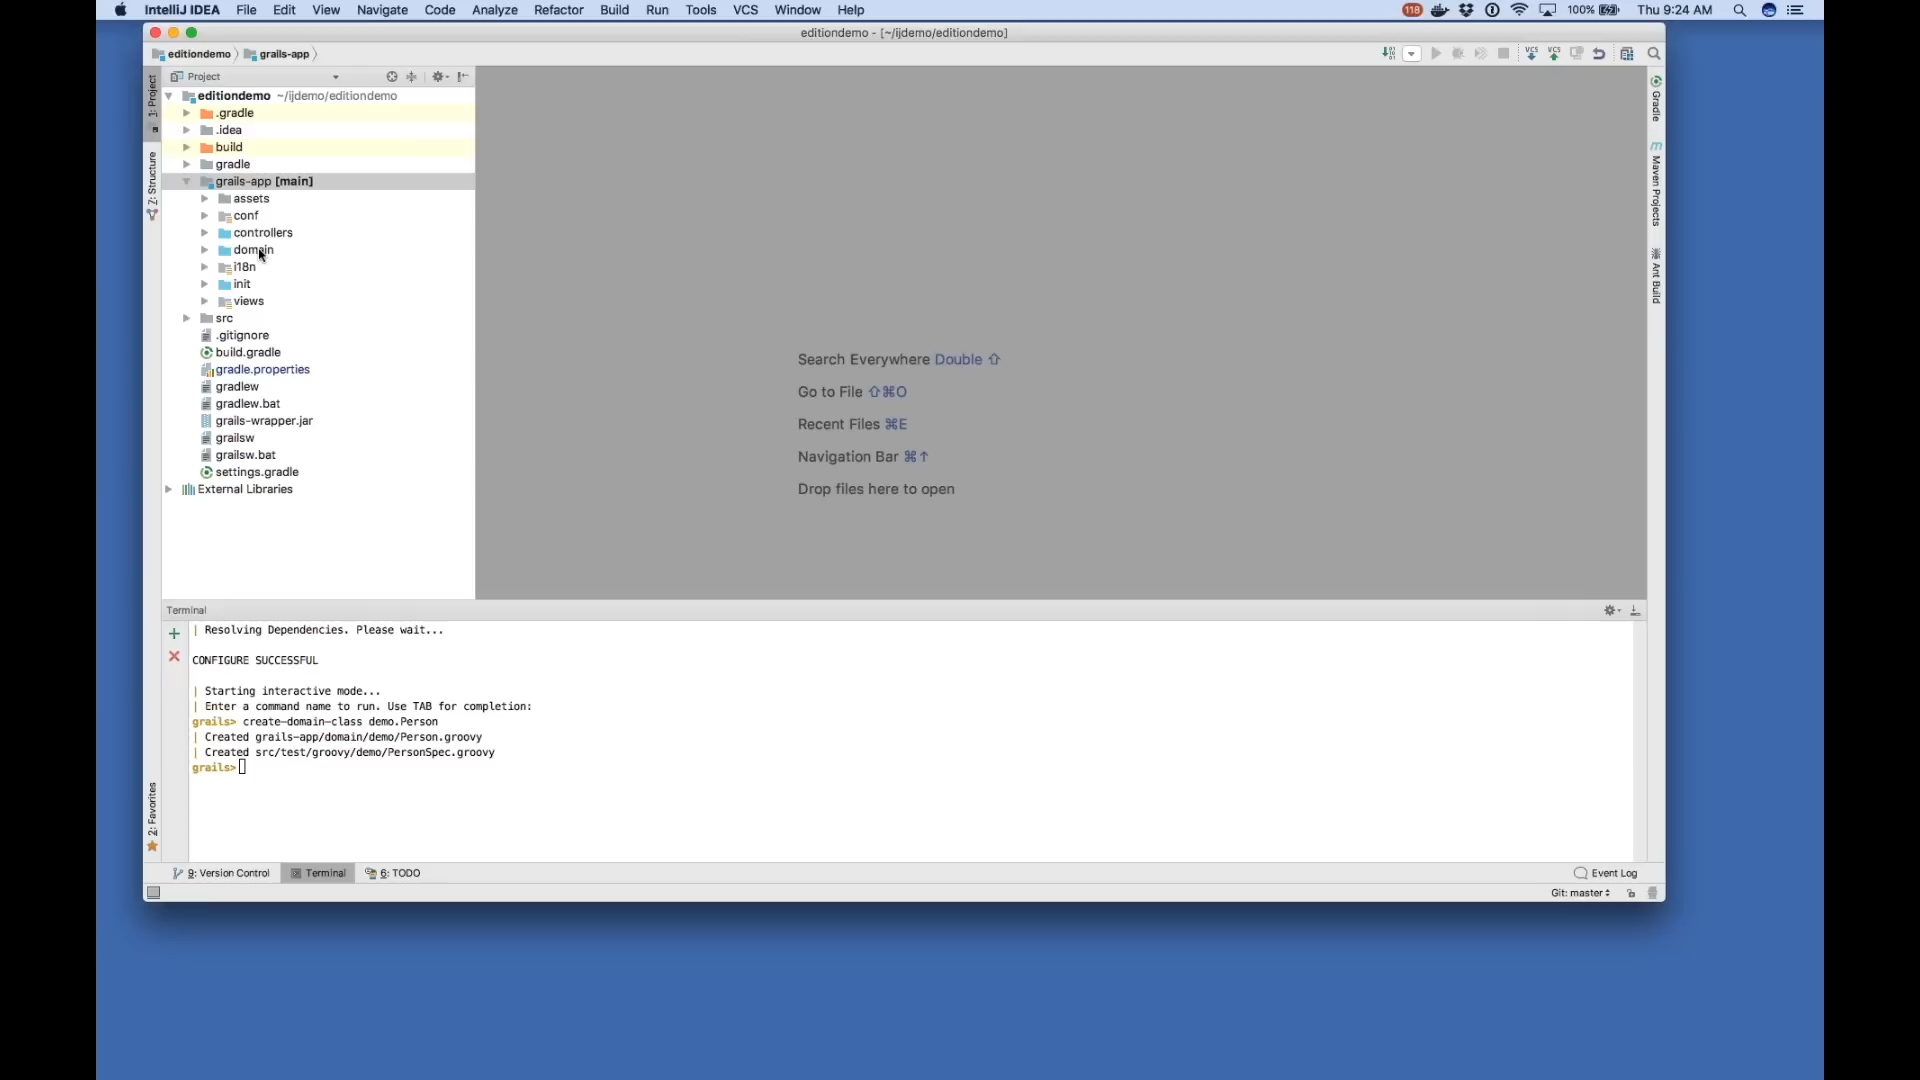 IntelliJ IDEA File Edit View Navigate Code Analyze Refactor Build Run Tools VCS Window Help 118 100% Thu 9:24 AM
editiondemo - [~/ijdemo/editiondemo]
editiondemo grails-app
VCS VCS
Project
1: Project
Z: Structure
2: Favorites
editiondemo ~/ijdemo/editiondemo
.gradle
.idea
build
gradle
grails-app [main]
assets
conf
controllers
domain
i18n
init
views
src
.gitignore
build.gradle
gradle.properties
gradlew
gradlew.bat
grails-wrapper.jar
grailsw
grailsw.bat
settings.gradle
External Libraries
Search Everywhere Double ⇧
Go to File ⇧⌘O
Recent Files ⌘E
Navigation Bar ⌘↑
Drop files here to open
Gradle
m Maven Projects
Ant Build
Terminal
| Resolving Dependencies. Please wait...
CONFIGURE SUCCESSFUL
| Starting interactive mode...
| Enter a command name to run. Use TAB for completion:
grails> create-domain-class demo.Person
| Created grails-app/domain/demo/Person.groovy
| Created src/test/groovy/demo/PersonSpec.groovy
grails>
9: Version Control Terminal 6: TODO Event Log
Git: master